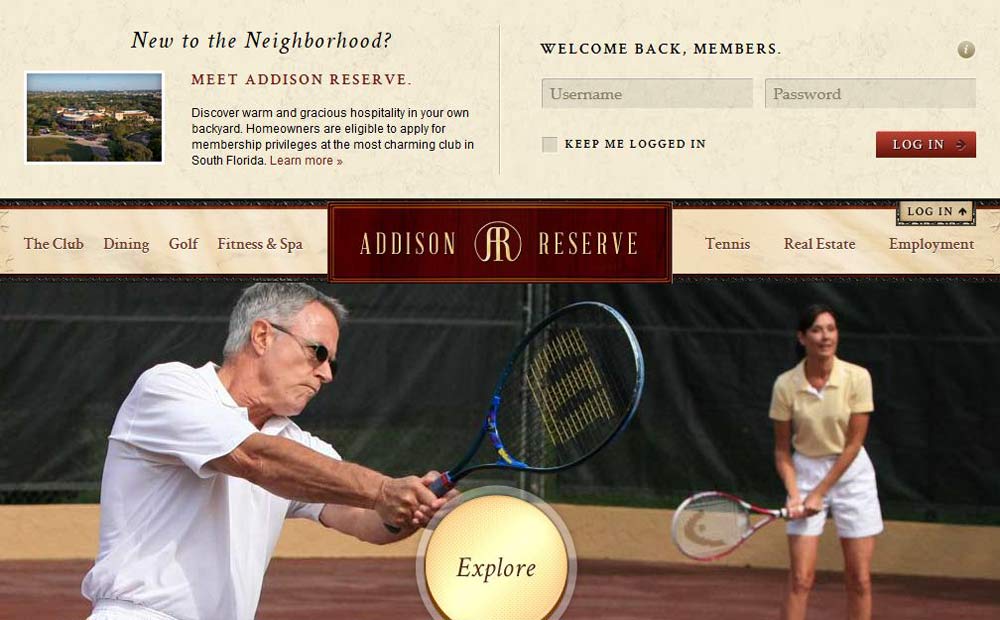 New to the Neighborhood?
MEET ADDISON RESERVE.
Discover warm and gracious hospitality in your own
backyard. Homeowners are eligible to apply for
membership privileges at the most charming club in
South Florida. Learn more »
WELCOME BACK, MEMBERS.
i
Username
Password
KEEP ME LOGGED IN
LOG IN
LOG IN
The Club Dining Golf Fitness & Spa
ADDISON AR RESERVE
Tennis Real Estate Employment
Explore